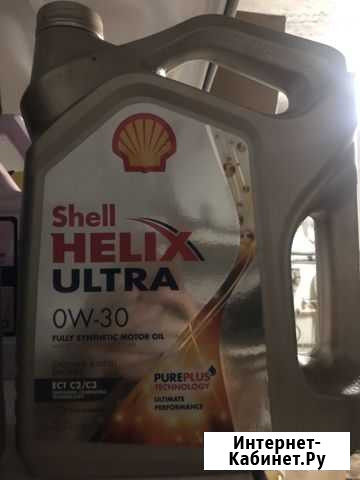 Shell
HELIX
ULTRA
0W-30
FULLY SYNTHETIC MOTOR OIL
ECT C2/C3
PUREPLUS
TECHNOLOGY
ULTIMATE
PERFORMANCE
Интернет-
Кабинет.Ру